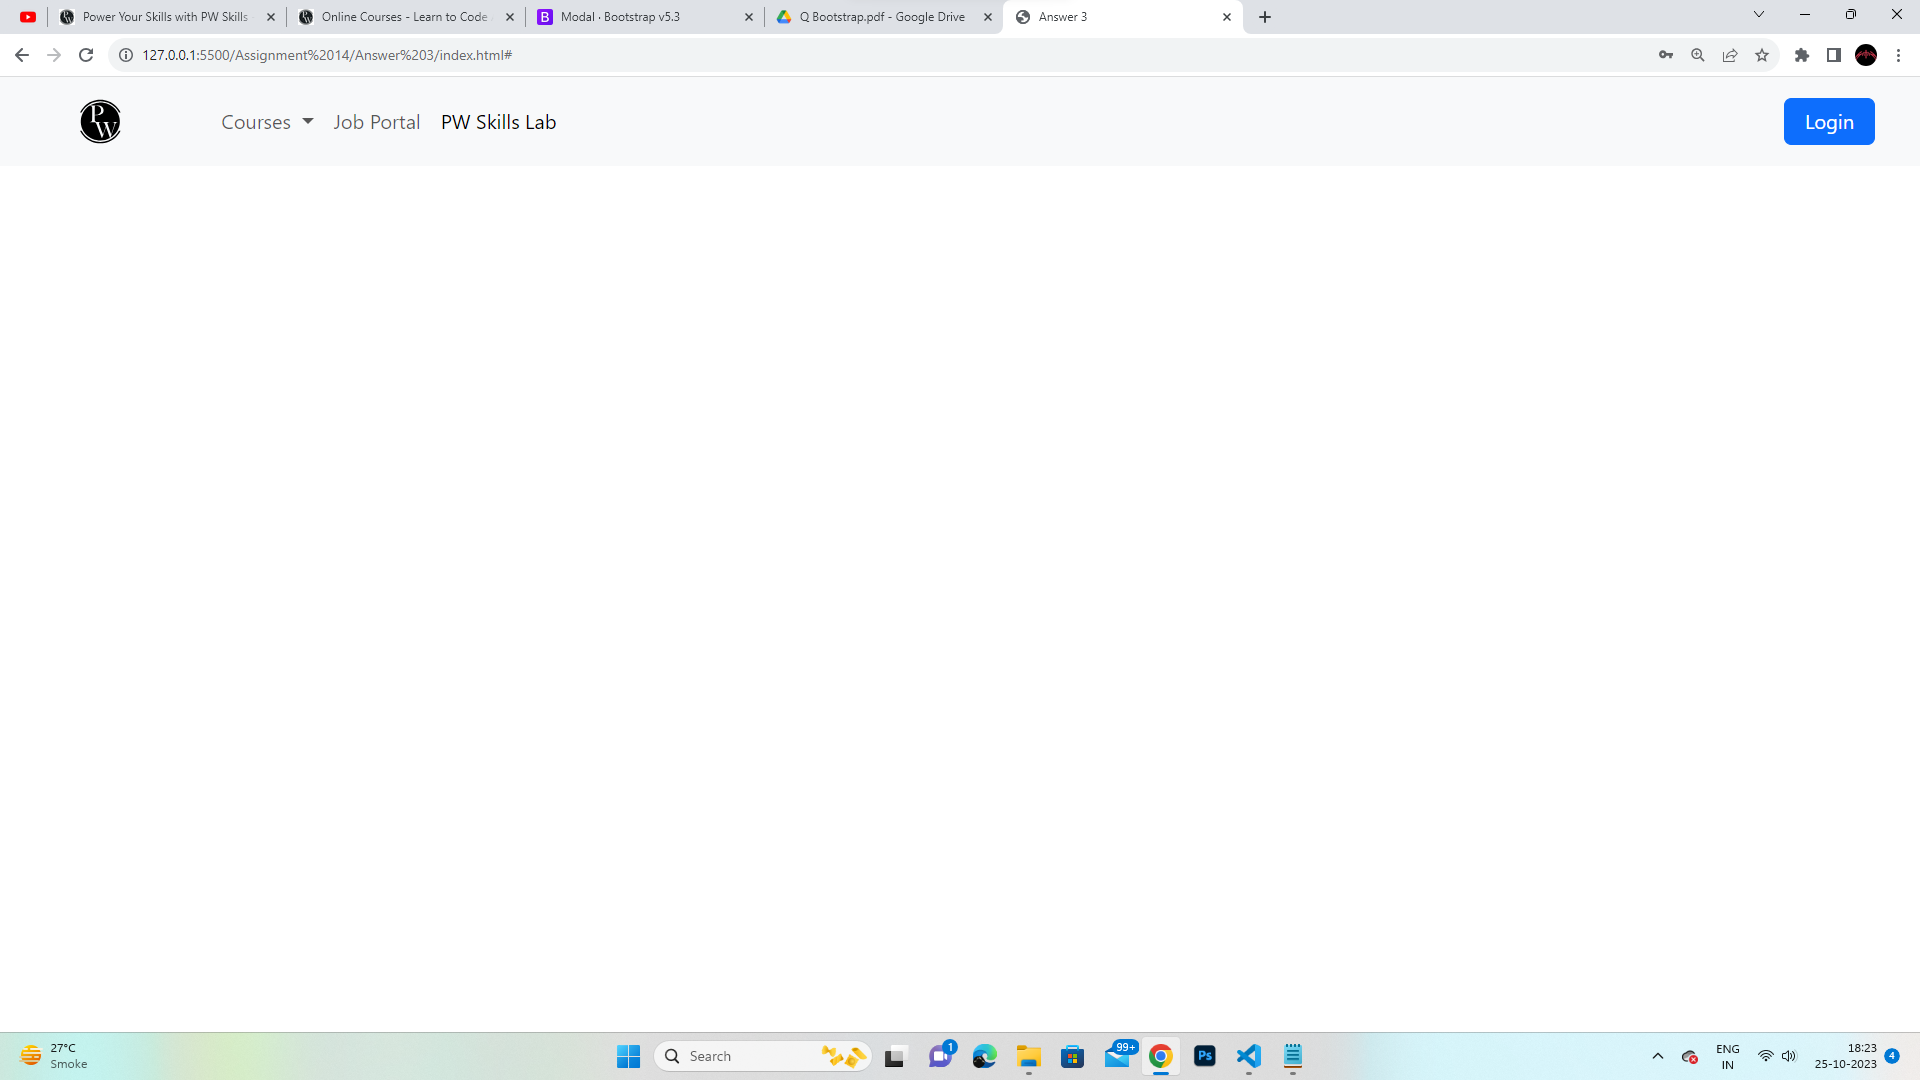 Power Your Skills with PW Skills
Online Courses - Learn to Code
B Modal · Bootstrap v5.3
Q Bootstrap.pdf - Google Drive
Answer 3
127.0.0.1:5500/Assignment%2014/Answer%203/index.html#
PW Courses Job Portal PW Skills Lab Login
27°C
Smoke
Search
1
99+
Ps
ENG
IN
18:23
25-10-2023
4